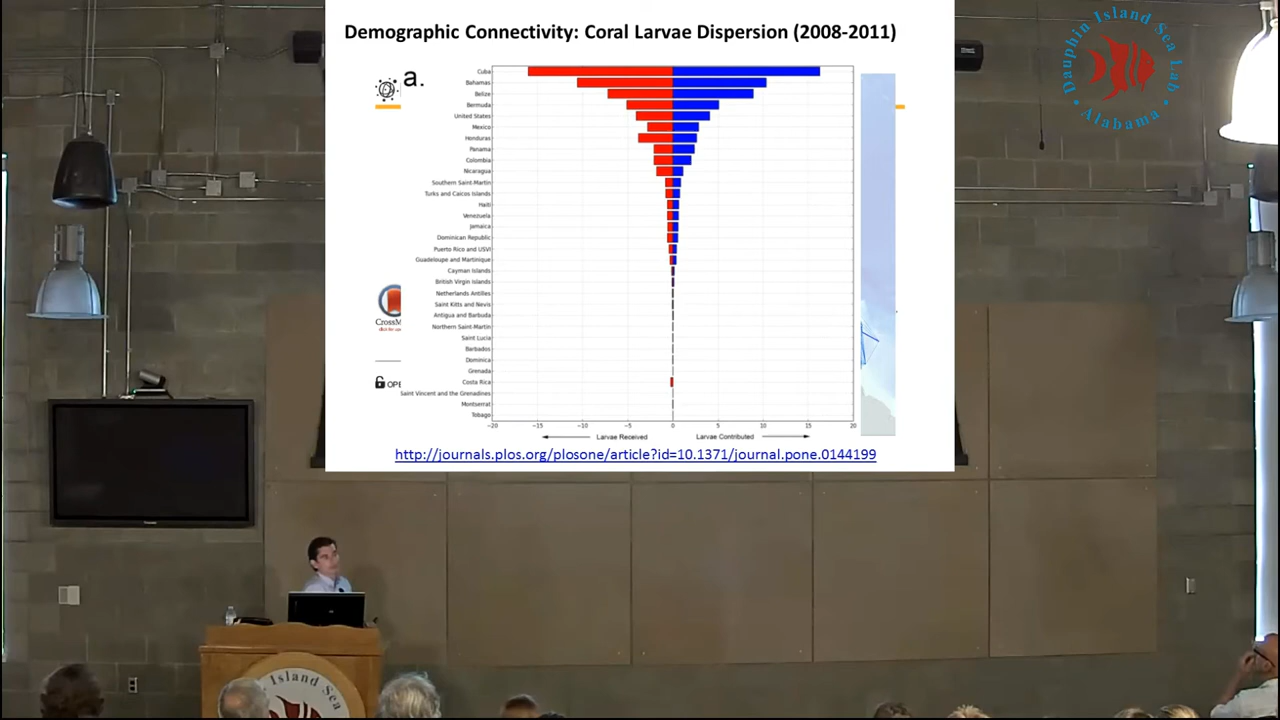 Demographic Connectivity: Coral Larvae Dispersion (2008-2011)
a.
Cuba
Bahamas
Belize
Bermuda
United States
Mexico
Honduras
Panama
Colombia
Nicaragua
Southern Saint-Martin
Turks and Caicos Islands
Haiti
Venezuela
Jamaica
Dominican Republic
Puerto Rico and USVI
Guadeloupe and Martinique
Cayman Islands
British Virgin Islands
Netherlands Antilles
Saint Kitts and Nevis
Antigua and Barbuda
Northern Saint-Martin
Saint Lucia
Barbados
Dominica
Grenada
Costa Rica
Saint Vincent and the Grenadines
Montserrat
Tobago
−20 −15 −10 −5 0 5 10 15 20
Larvae Received Larvae Contributed
CrossM
OPE
http://journals.plos.org/plosone/article?id=10.1371/journal.pone.0144199
Dauphin Island Sea Lab
Alabama
Island Sea